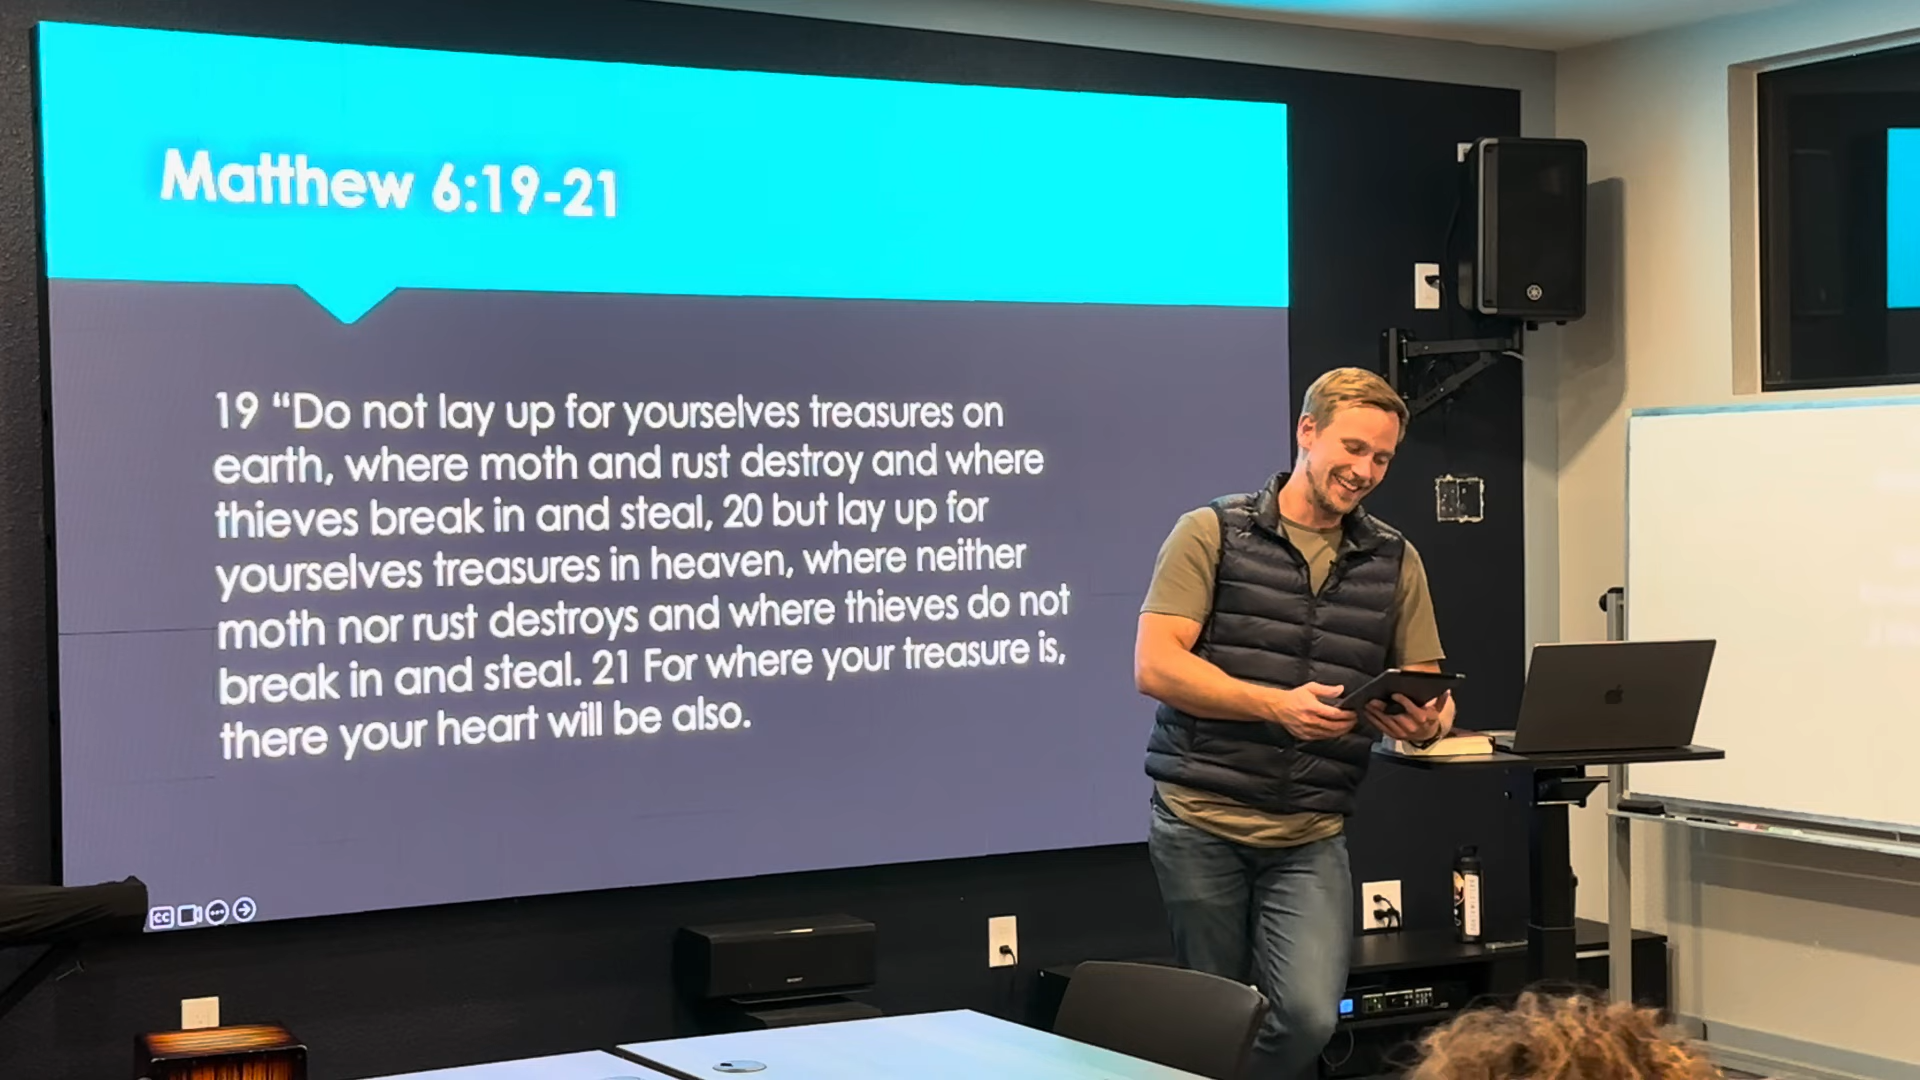 Matthew 6:19-21
19 “Do not lay up for yourselves treasures on
earth, where moth and rust destroy and where
thieves break in and steal, 20 but lay up for
yourselves treasures in heaven, where neither
moth nor rust destroys and where thieves do not
break in and steal. 21 For where your treasure is,
there your heart will be also.
CC
SONY